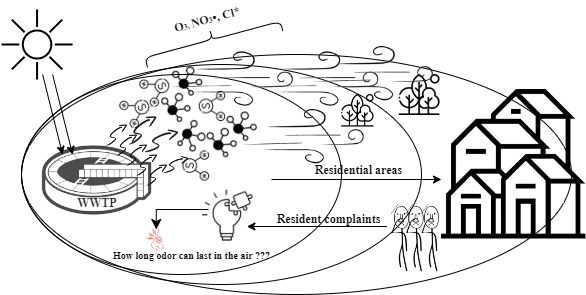 O₃, NO₃•, Cl*
S
S
S
S
Residential areas
WWTP
Resident complaints
How long odor can last in the air ???